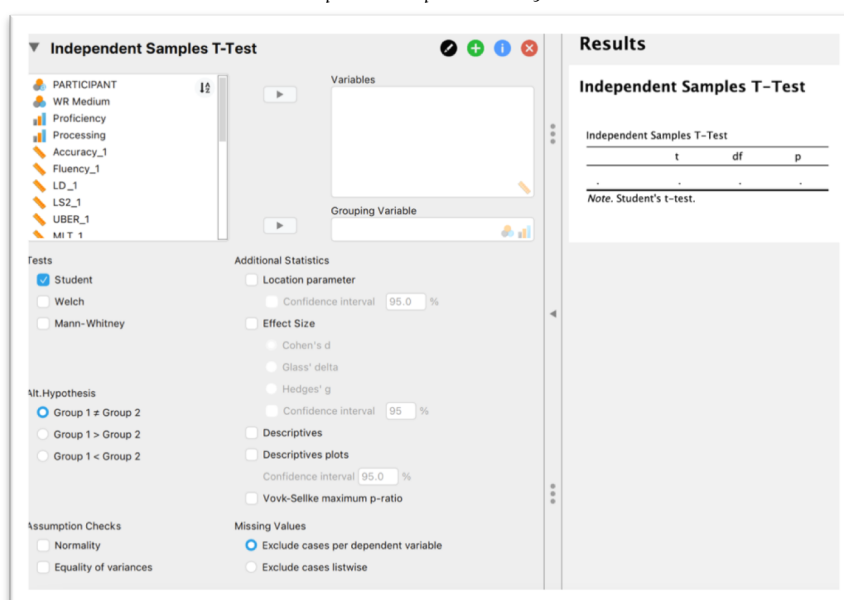 Independent Samples T-Test
PARTICIPANT
WR Medium
Proficiency
Processing
Accuracy_1
Fluency_1
LD_1
LS2_1
UBER_1
MLT_1
Variables
Grouping Variable
Tests
Student
Welch
Mann-Whitney
Alt.Hypothesis
Group 1 ≠ Group 2
Group 1 > Group 2
Group 1 < Group 2
Assumption Checks
Normality
Equality of variances
Additional Statistics
Location parameter
Confidence interval 95.0 %
Effect Size
Cohen's d
Glass' delta
Hedges' g
Confidence interval 95 %
Descriptives
Descriptives plots
Confidence interval 95.0 %
Vovk-Sellke maximum p-ratio
Missing Values
Exclude cases per dependent variable
Exclude cases listwise
Results
Independent Samples T-Test
Independent Samples T-Test
t df p
. . . .
Note. Student's t-test.